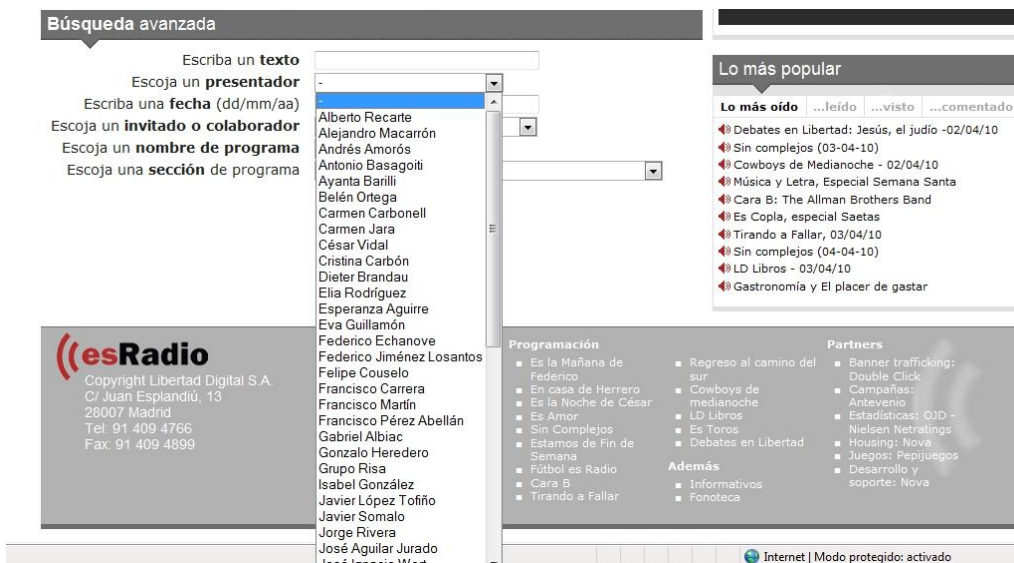 Búsqueda avanzada
Escriba un texto
Escoja un presentador
-
Escriba una fecha (dd/mm/aa)
Escoja un invitado o colaborador
Escoja un nombre de programa
Escoja una sección de programa
-
Alberto Recarte
Alejandro Macarrón
Andrés Amorós
Antonio Basagoiti
Ayanta Barilli
Belén Ortega
Carmen Carbonell
Carmen Jara
César Vidal
Cristina Carbón
Dieter Brandau
Elia Rodríguez
Esperanza Aguirre
Eva Guillamón
Federico Echanove
Federico Jiménez Losantos
Felipe Couselo
Francisco Carrera
Francisco Martín
Francisco Pérez Abellán
Gabriel Albiac
Gonzalo Heredero
Grupo Risa
Isabel González
Javier López Tofiño
Javier Somalo
Jorge Rivera
José Aguilar Jurado
José Ignacio Wert
Lo más popular
Lo más oído ...leído ...visto ...comentado
Debates en Libertad: Jesús, el judío -02/04/10
Sin complejos (03-04-10)
Cowboys de Medianoche - 02/04/10
Música y Letra, Especial Semana Santa
Cara B: The Allman Brothers Band
Es Copla, especial Saetas
Tirando a Fallar, 03/04/10
Sin complejos (04-04-10)
LD Libros - 03/04/10
Gastronomía y El placer de gastar
esRadio
Copyright Libertad Digital S.A.
C/ Juan Esplandiú, 13
28007 Madrid
Tel: 91 409 4766
Fax: 91 409 4899
Programación
Es la Mañana de
Federico
En casa de Herrero
Es la Noche de César
Es Amor
Sin Complejos
Estamos de Fin de
Semana
Fútbol es Radio
Cara B
Tirando a Fallar
Regreso al camino del
sur
Cowboys de
medianoche
LD Libros
Es Toros
Debates en Libertad
Además
Informativos
Fonoteca
Partners
Banner trafficking:
Double Click
Campañas:
Antevenio
Estadísticas: OJD -
Nielsen Netratings
Housing: Nova
Juegos: Pepijuegos
Desarrollo y
soporte: Nova
Internet | Modo protegido: activado